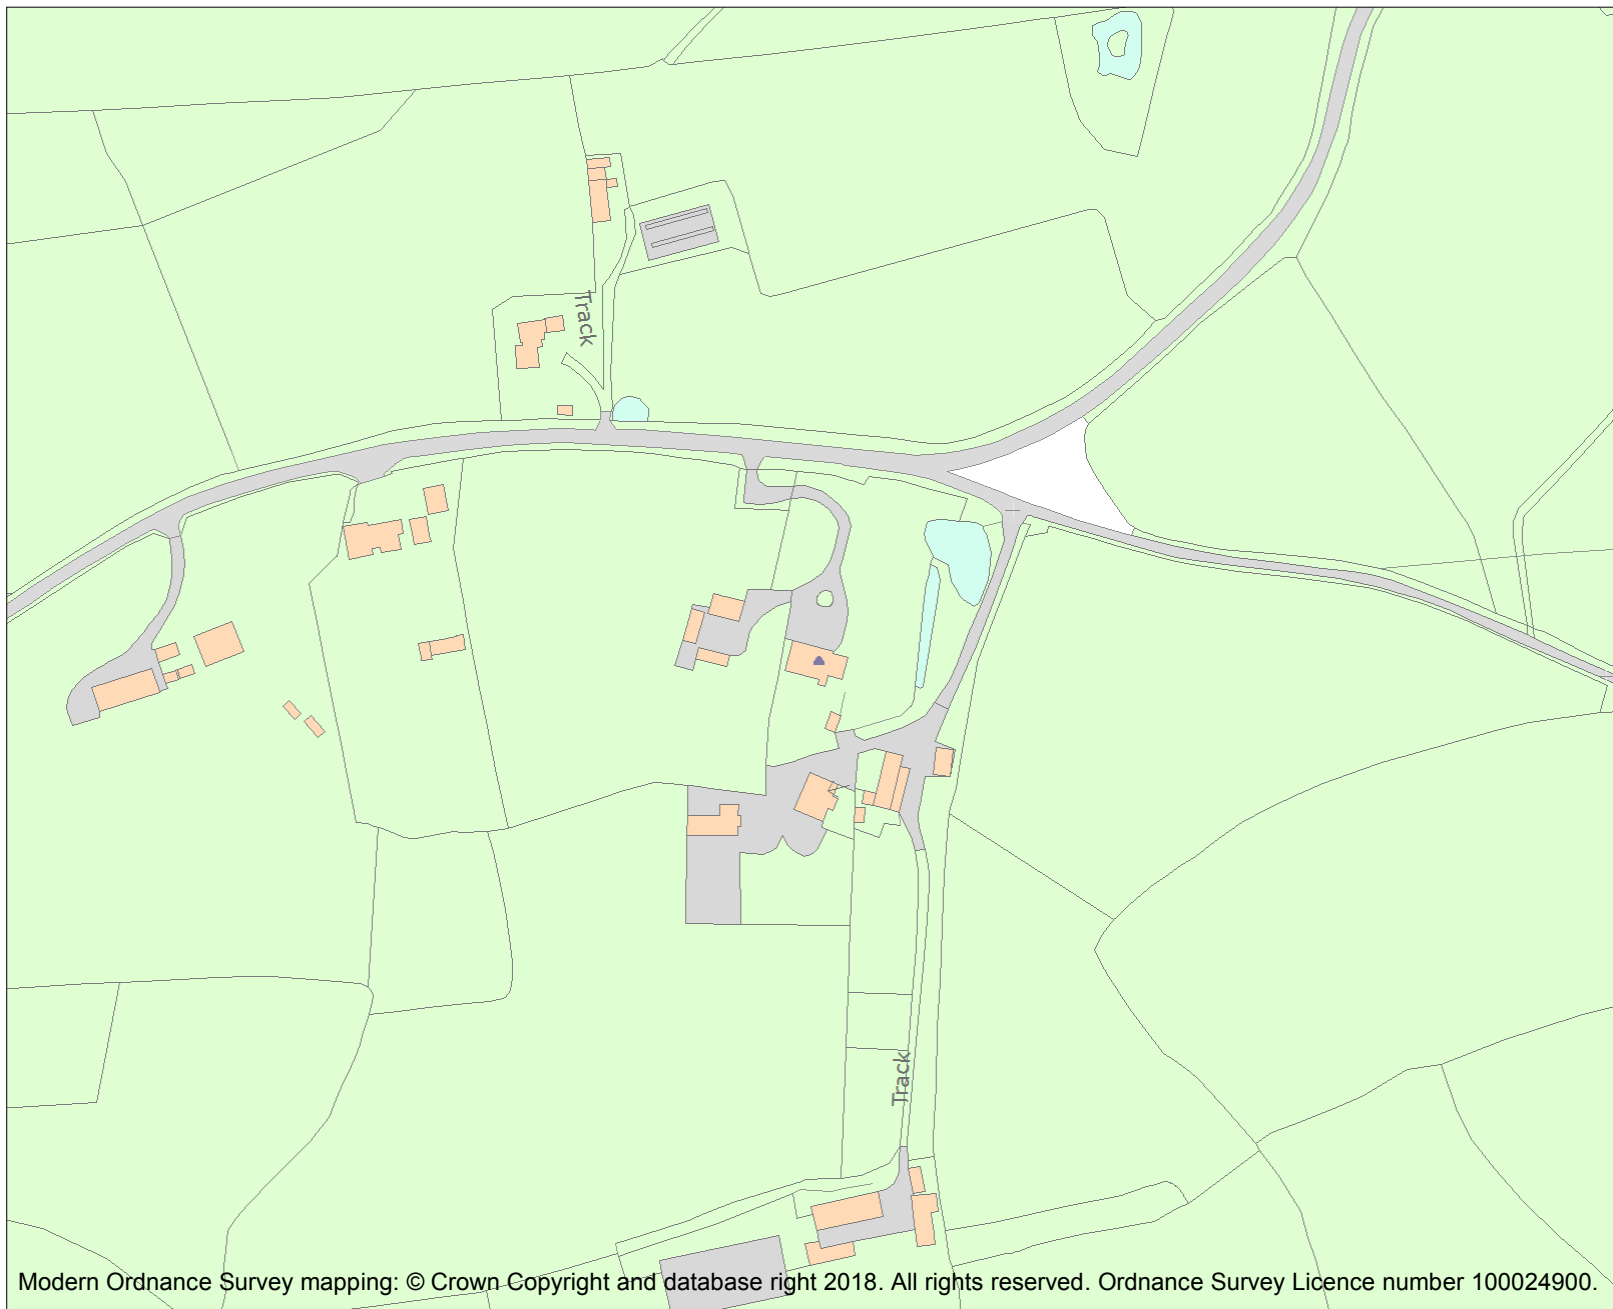 Track
Track
Modern Ordnance Survey mapping: © Crown Copyright and database right 2018. All rights reserved. Ordnance Survey Licence number 100024900.